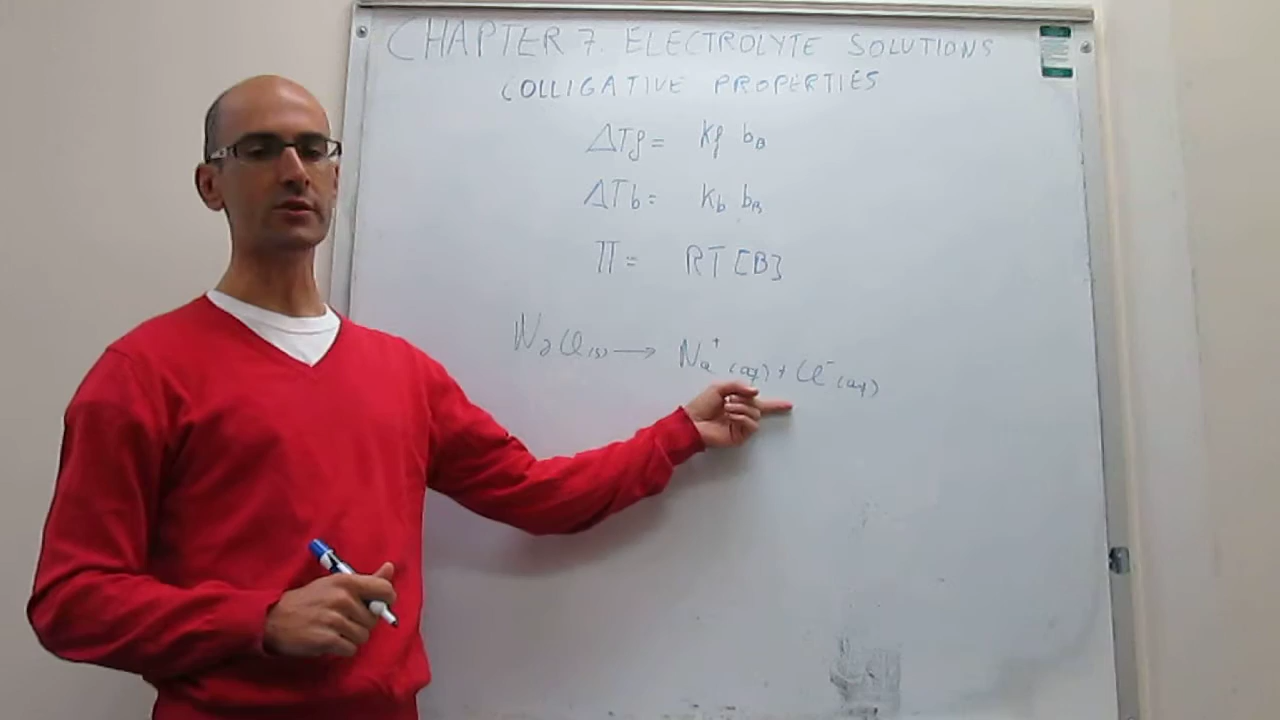 CHAPTER 7. ELECTROLYTE SOLUTIONS
COLLIGATIVE PROPERTIES
ΔTf = Kf bB
ΔTb = Kb bB
Π = RT [B]
NaCl(s) → Na⁺(aq) + Cl⁻(aq)